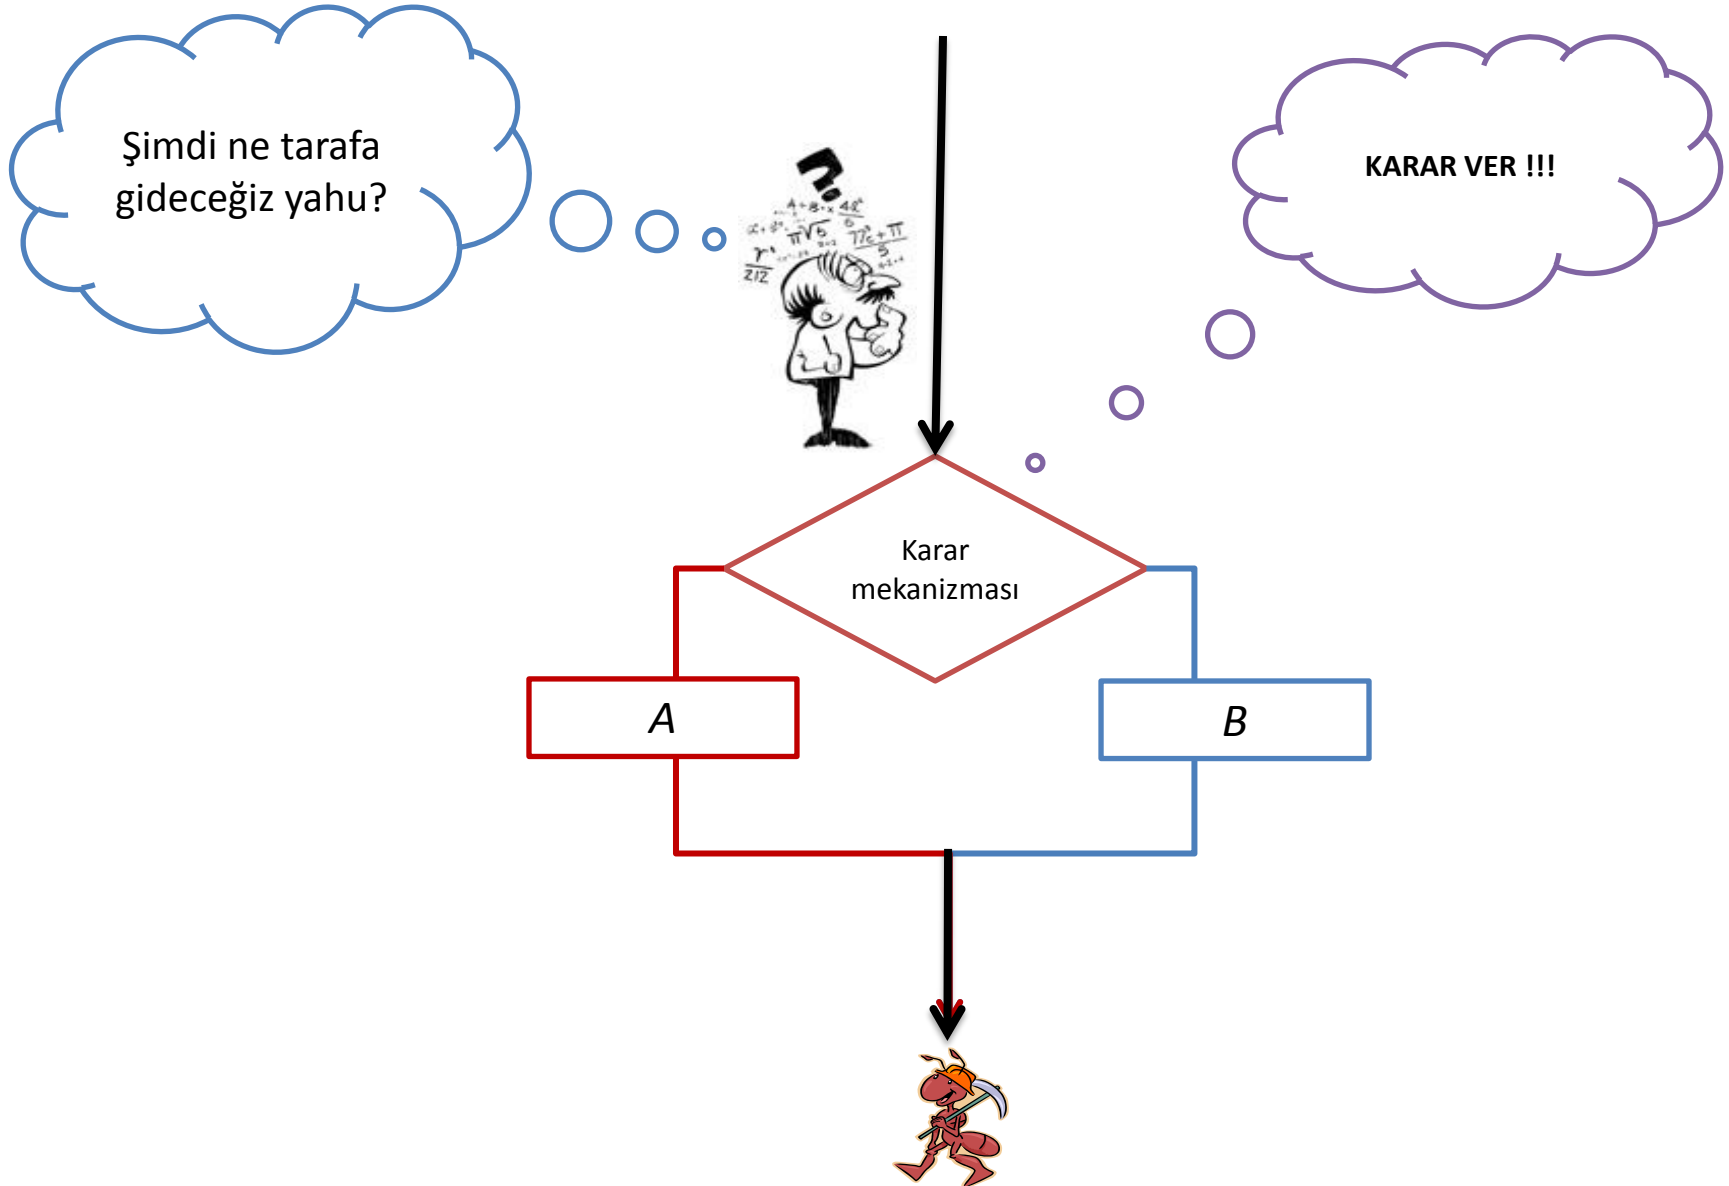 Şimdi ne tarafa
gideceğiz yahu?
KARAR VER !!!
Karar
mekanizması
A
B